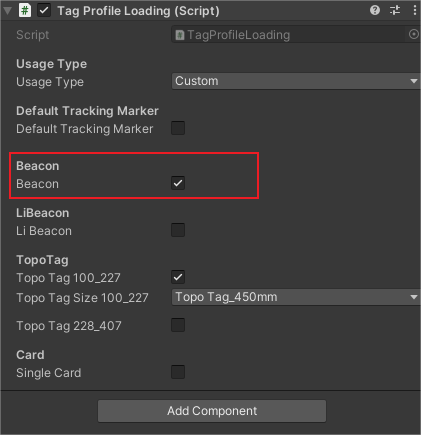 Tag Profile Loading (Script)
Script TagProfileLoading
Usage Type
Usage Type Custom
Default Tracking Marker
Default Tracking Marker
Beacon
Beacon
LiBeacon
Li Beacon
TopoTag
Topo Tag 100_227
Topo Tag Size 100_227 Topo Tag_450mm
Topo Tag 228_407
Card
Single Card
Add Component